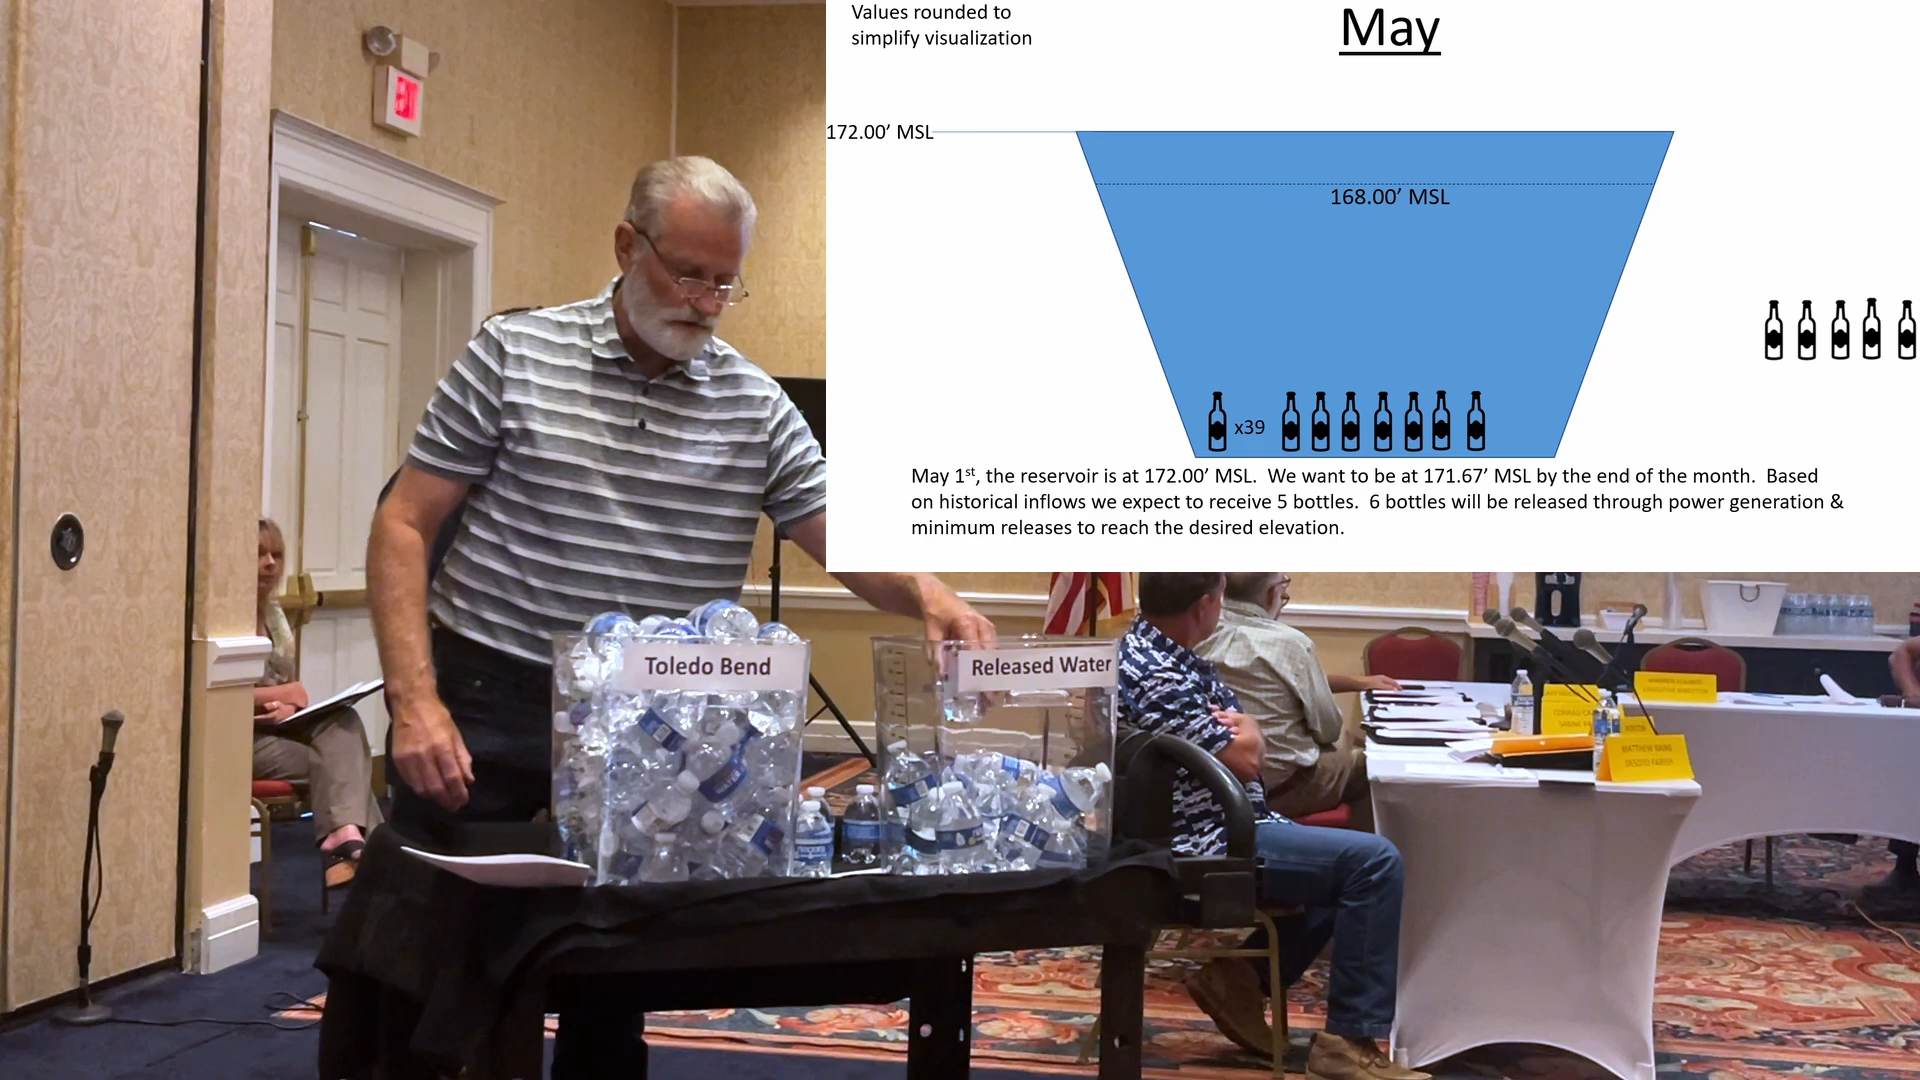 Values rounded to
simplify visualization
May
172.00’ MSL
168.00’ MSL
x39
May 1st, the reservoir is at 172.00’ MSL.  We want to be at 171.67’ MSL by the end of the month.  Based
on historical inflows we expect to receive 5 bottles.  6 bottles will be released through power generation &
minimum releases to reach the desired elevation.
EXIT
Toledo Bend
Released Water
DESOTO PARISH